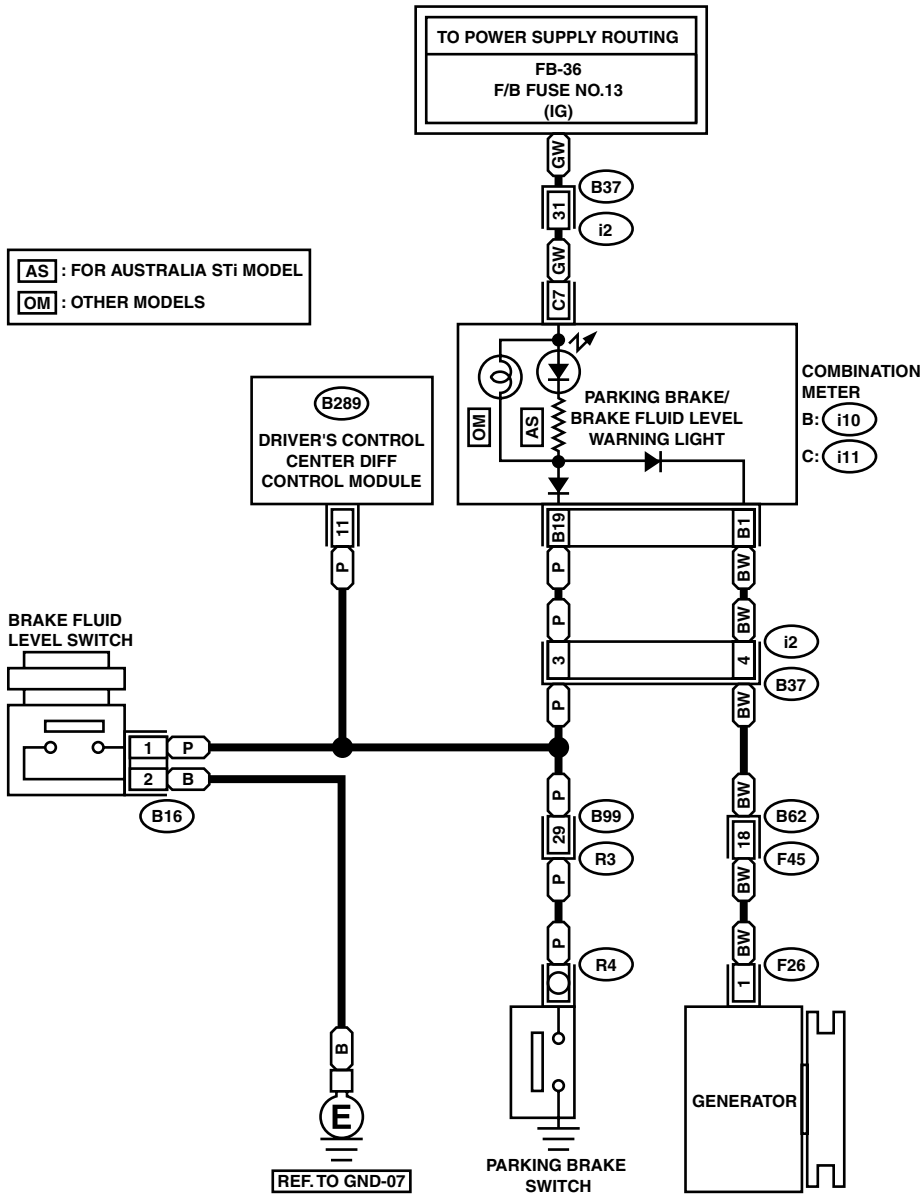 TO POWER SUPPLY ROUTING
FB-36
F/B FUSE NO.13
(IG)
GW
31
B37
i2
GW
C7
AS : FOR AUSTRALIA STi MODEL
OM : OTHER MODELS
B289
DRIVER'S CONTROL
CENTER DIFF
CONTROL MODULE
11
P
OM
AS
PARKING BRAKE/
BRAKE FLUID LEVEL
WARNING LIGHT
COMBINATION
METER
B: i10
C: i11
B19
B1
P
BW
P
BW
3
4
i2
B37
P
BW
BRAKE FLUID
LEVEL SWITCH
1 P
2 B
B16
P
29
B99
R3
P
P
R4
BW
18
B62
F45
BW
BW
F26
1
B
E
REF. TO GND-07
PARKING BRAKE
SWITCH
GENERATOR